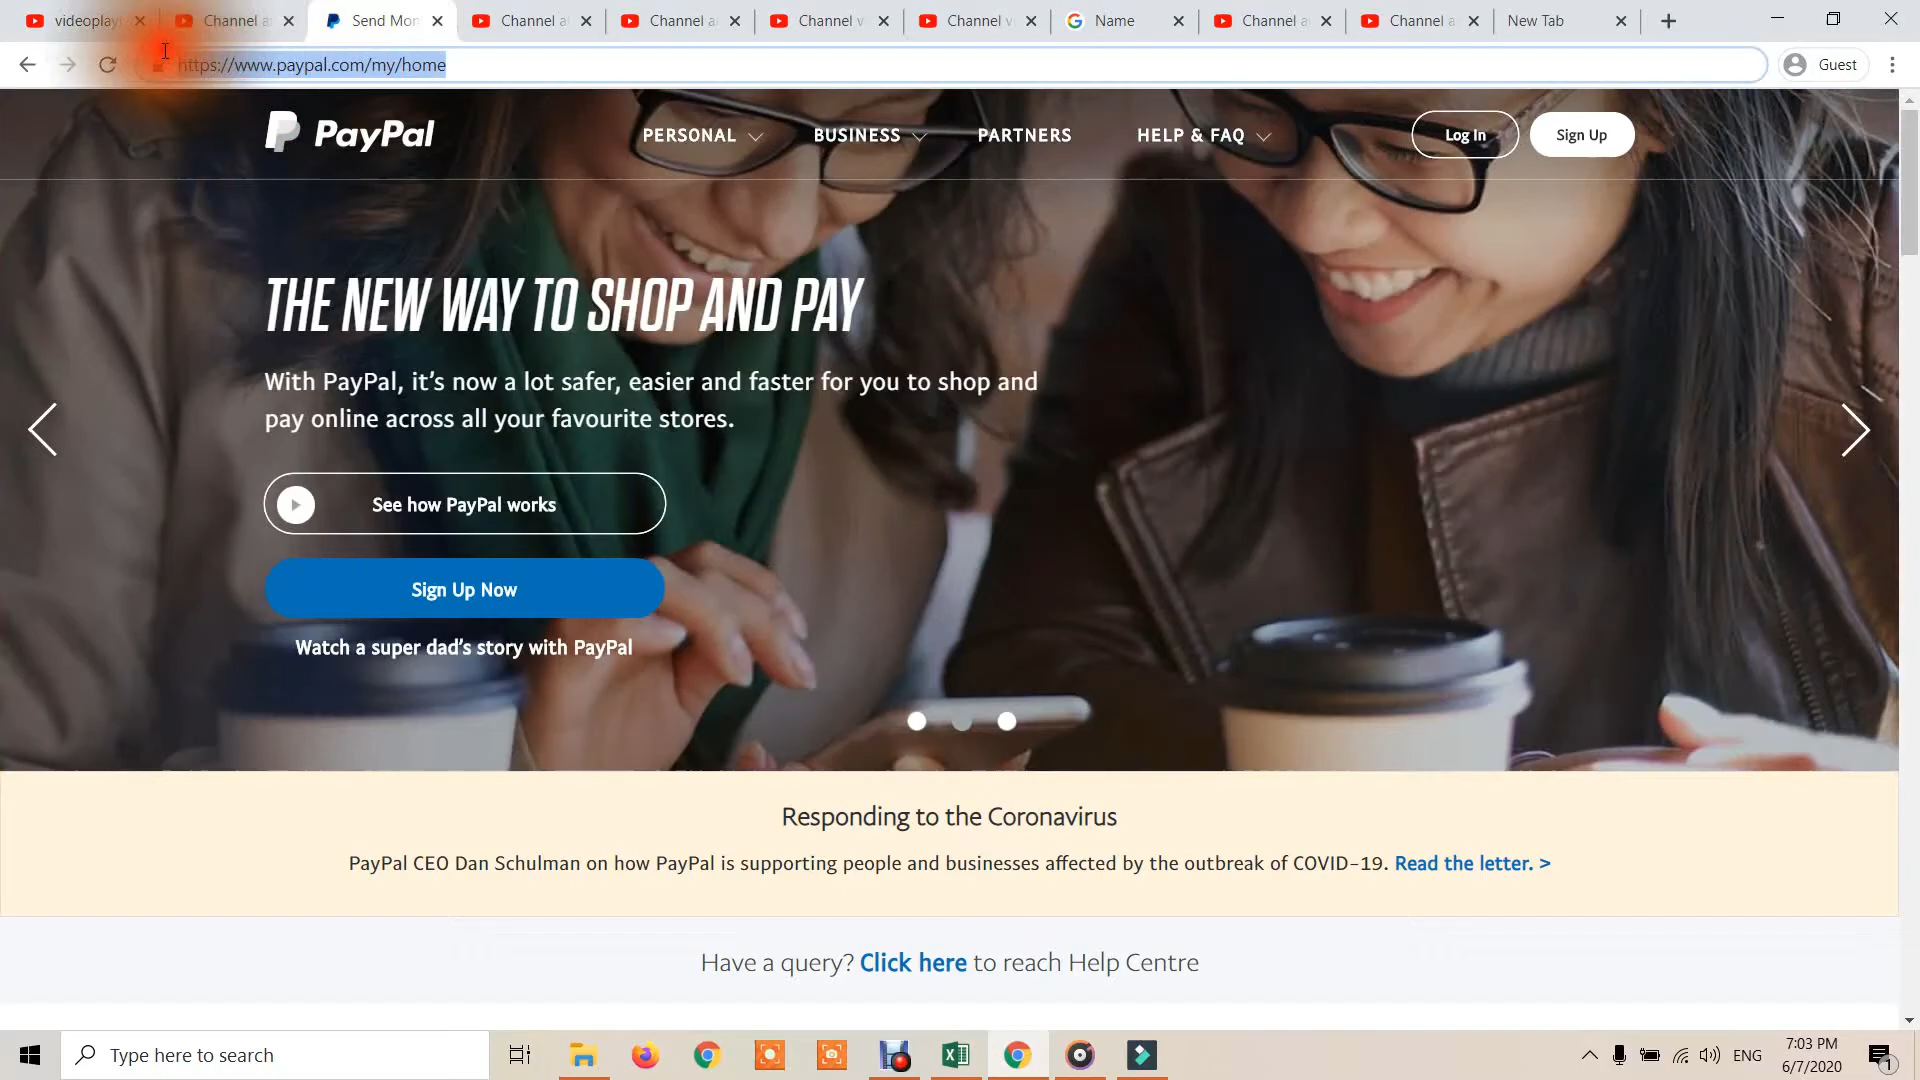 videoplay
Channel a
Send Mon
Channel a
Channel a
Channel v
Channel v
Name
Channel a
Channel a
New Tab
https://www.paypal.com/my/home
Guest
PayPal
PERSONAL
BUSINESS
PARTNERS
HELP & FAQ
Log In
Sign Up
THE NEW WAY TO SHOP AND PAY
With PayPal, it's now a lot safer, easier and faster for you to shop and
pay online across all your favourite stores.
See how PayPal works
Sign Up Now
Watch a super dad's story with PayPal
Responding to the Coronavirus
PayPal CEO Dan Schulman on how PayPal is supporting people and businesses affected by the outbreak of COVID-19. Read the letter. >
Have a query? Click here to reach Help Centre
Type here to search
ENG
7:03 PM
6/7/2020
1